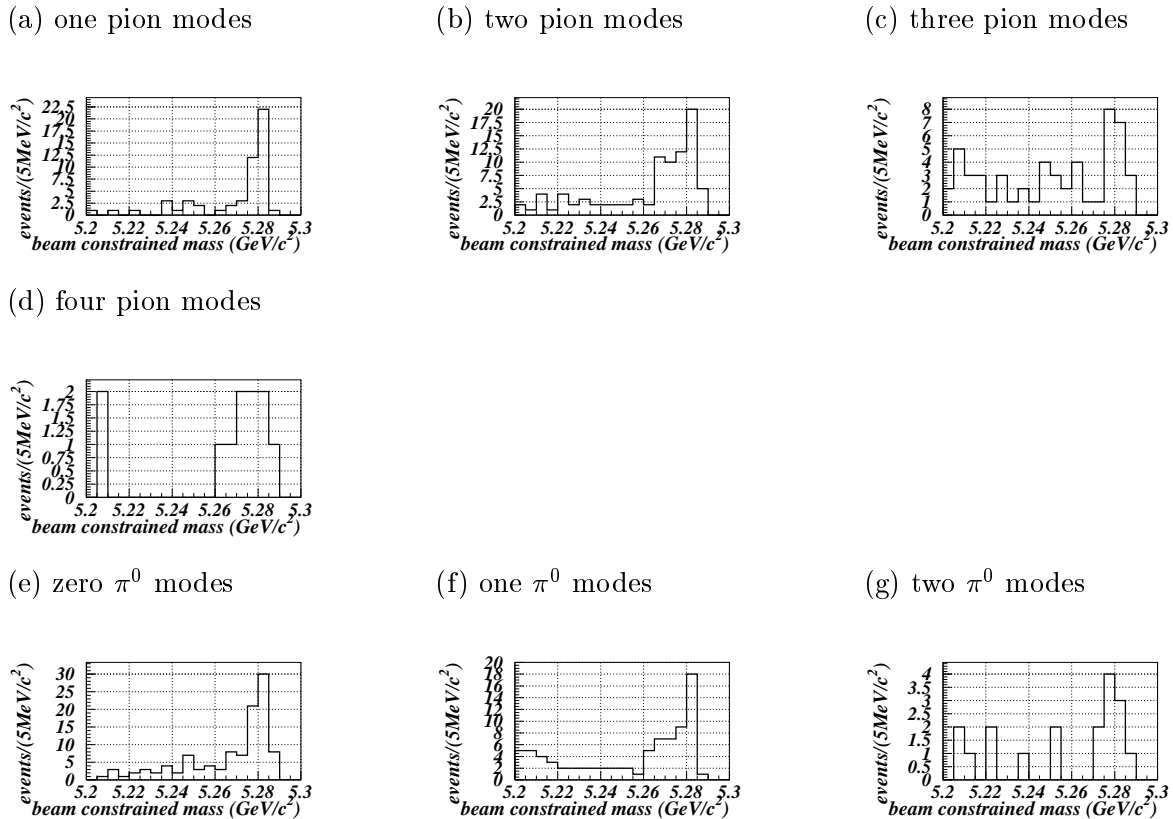 (a) one pion modes
(b) two pion modes
(c) three pion modes
events/(5MeV/c²)
22.5
20
17.5
15
12.5
10
7.5
5
2.5
0
5.2 5.22 5.24 5.26 5.28 5.3
beam constrained mass (GeV/c²)
events/(5MeV/c²)
20
17.5
15
12.5
10
7.5
5
2.5
0
5.2 5.22 5.24 5.26 5.28 5.3
beam constrained mass (GeV/c²)
events/(5MeV/c²)
8
7
6
5
4
3
2
1
0
5.2 5.22 5.24 5.26 5.28 5.3
beam constrained mass (GeV/c²)
(d) four pion modes
events/(5MeV/c²)
2
1.75
1.5
1.25
1
0.75
0.5
0.25
0
5.2 5.22 5.24 5.26 5.28 5.3
beam constrained mass (GeV/c²)
(e) zero π⁰ modes
(f) one π⁰ modes
(g) two π⁰ modes
events/(5MeV/c²)
30
25
20
15
10
5
0
5.2 5.22 5.24 5.26 5.28 5.3
beam constrained mass (GeV/c²)
events/(5MeV/c²)
20
18
16
14
12
10
8
6
4
2
0
5.2 5.22 5.24 5.26 5.28 5.3
beam constrained mass (GeV/c²)
events/(5MeV/c²)
4
3.5
3
2.5
2
1.5
1
0.5
0
5.2 5.22 5.24 5.26 5.28 5.3
beam constrained mass (GeV/c²)